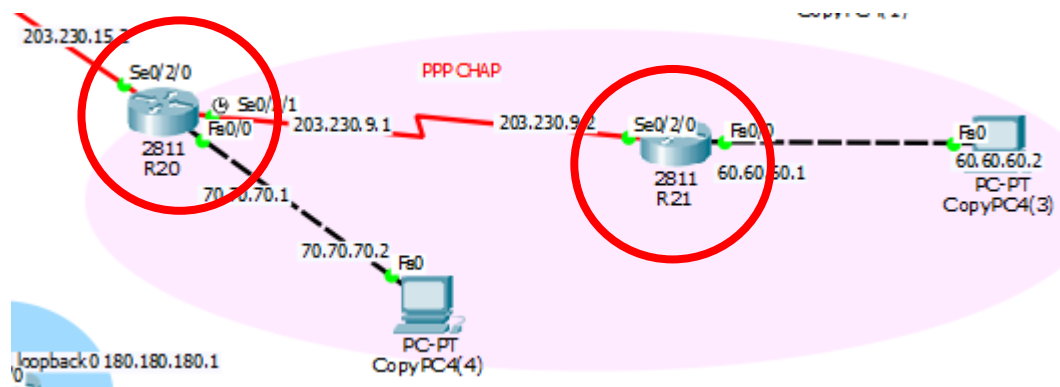 203.230.15.2
Se0/2/0
PPP CHAP
Se0/2/1
Fa0/0
203.230.9.1
203.230.9.2
Se0/2/0
Fa0/0
Fa0
2811
R20
2811
R21
60.60.60.1
60.60.60.2
PC-PT
CopyPC4(3)
70.70.70.1
70.70.70.2
Fa0
PC-PT
CopyPC4(4)
loopback0 180.180.180.1